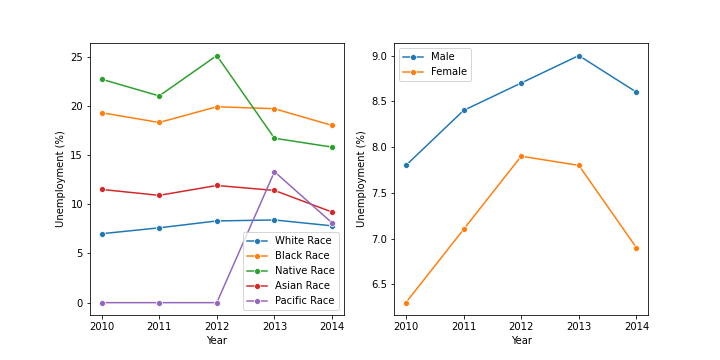 25
20
15
10
5
0
Unemployment (%)
2010 2011 2012 2013 2014
Year
White Race
Black Race
Native Race
Asian Race
Pacific Race
9.0
8.5
8.0
7.5
7.0
6.5
Unemployment (%)
2010 2011 2012 2013 2014
Year
Male
Female